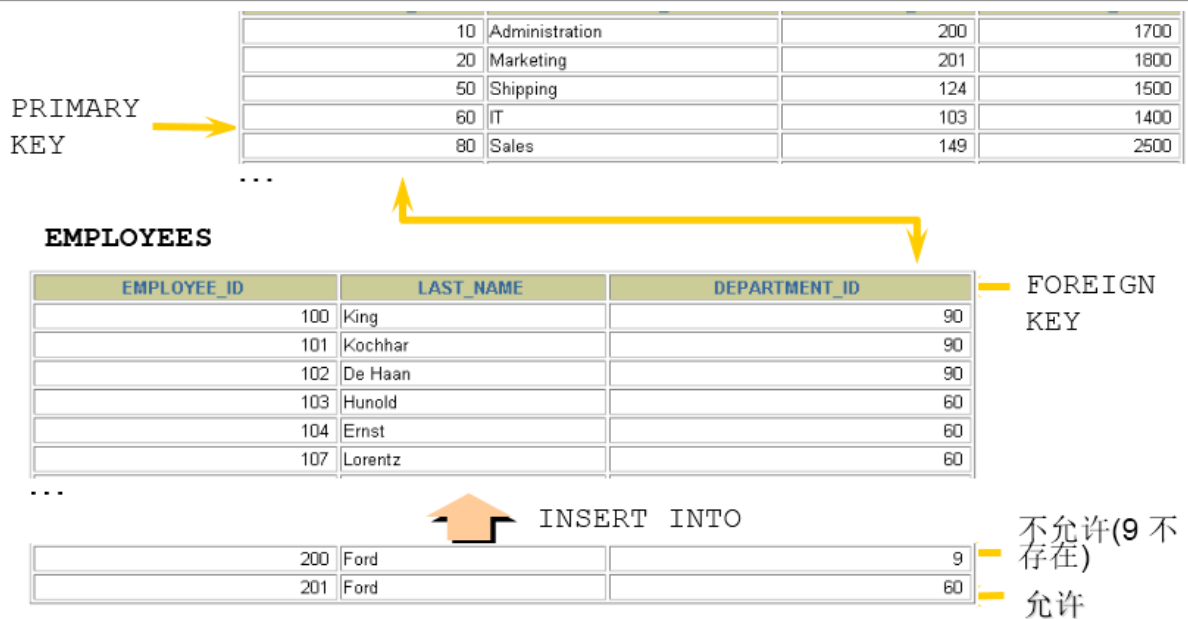 10 Administration 200 1700
20 Marketing 201 1800
50 Shipping 124 1500
PRIMARY KEY
60 IT 103 1400
80 Sales 149 2500
...
EMPLOYEES
EMPLOYEE_ID LAST_NAME DEPARTMENT_ID
FOREIGN KEY
100 King 90
101 Kochhar 90
102 De Haan 90
103 Hunold 60
104 Ernst 60
107 Lorentz 60
...
INSERT INTO
200 Ford 9
不允许(9 不
存在)
201 Ford 60
允许